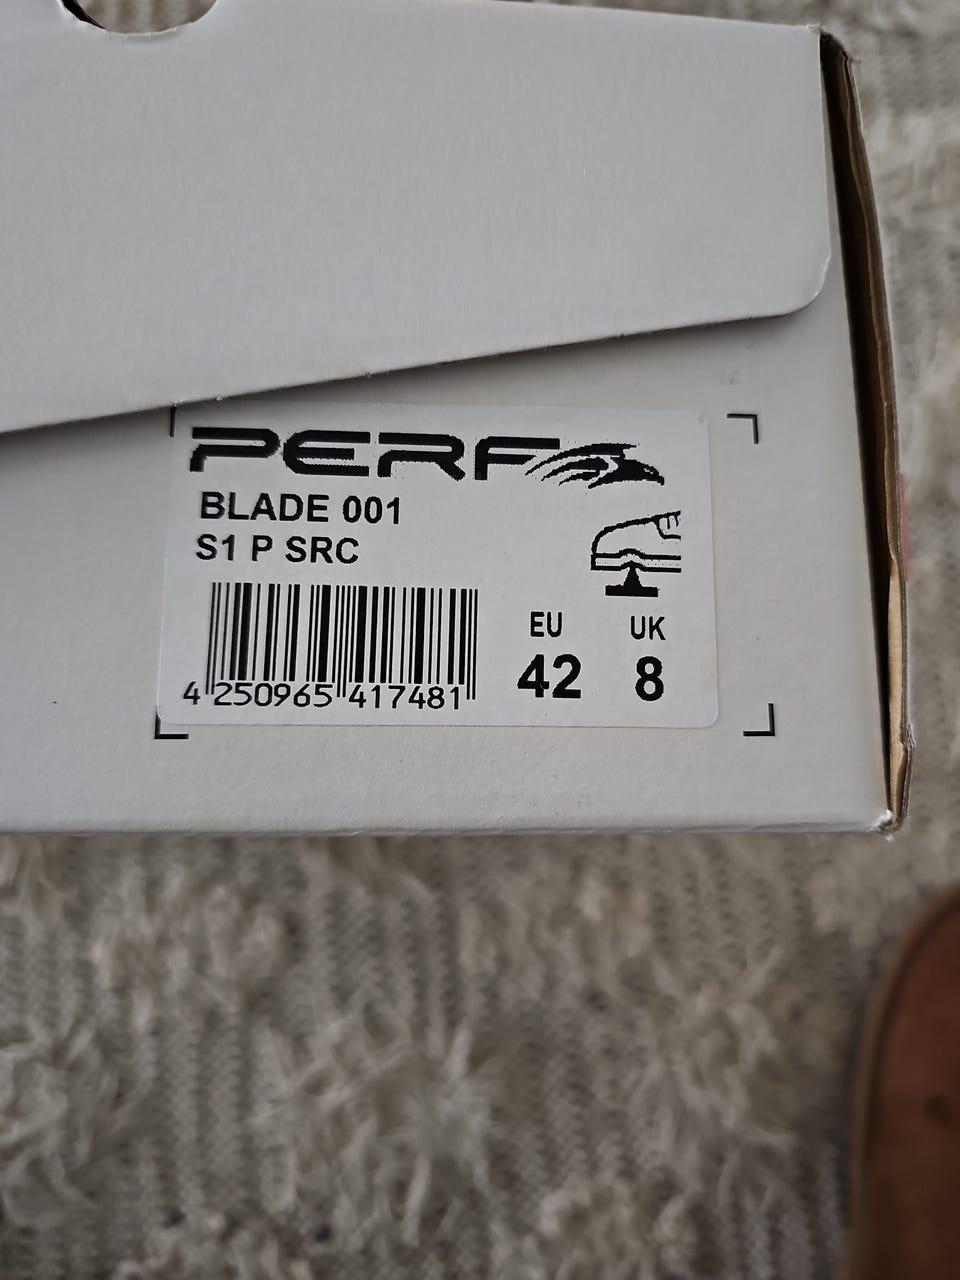 PERF
BLADE 001
S1 P SRC
EU UK
42 8
4 250965 417481